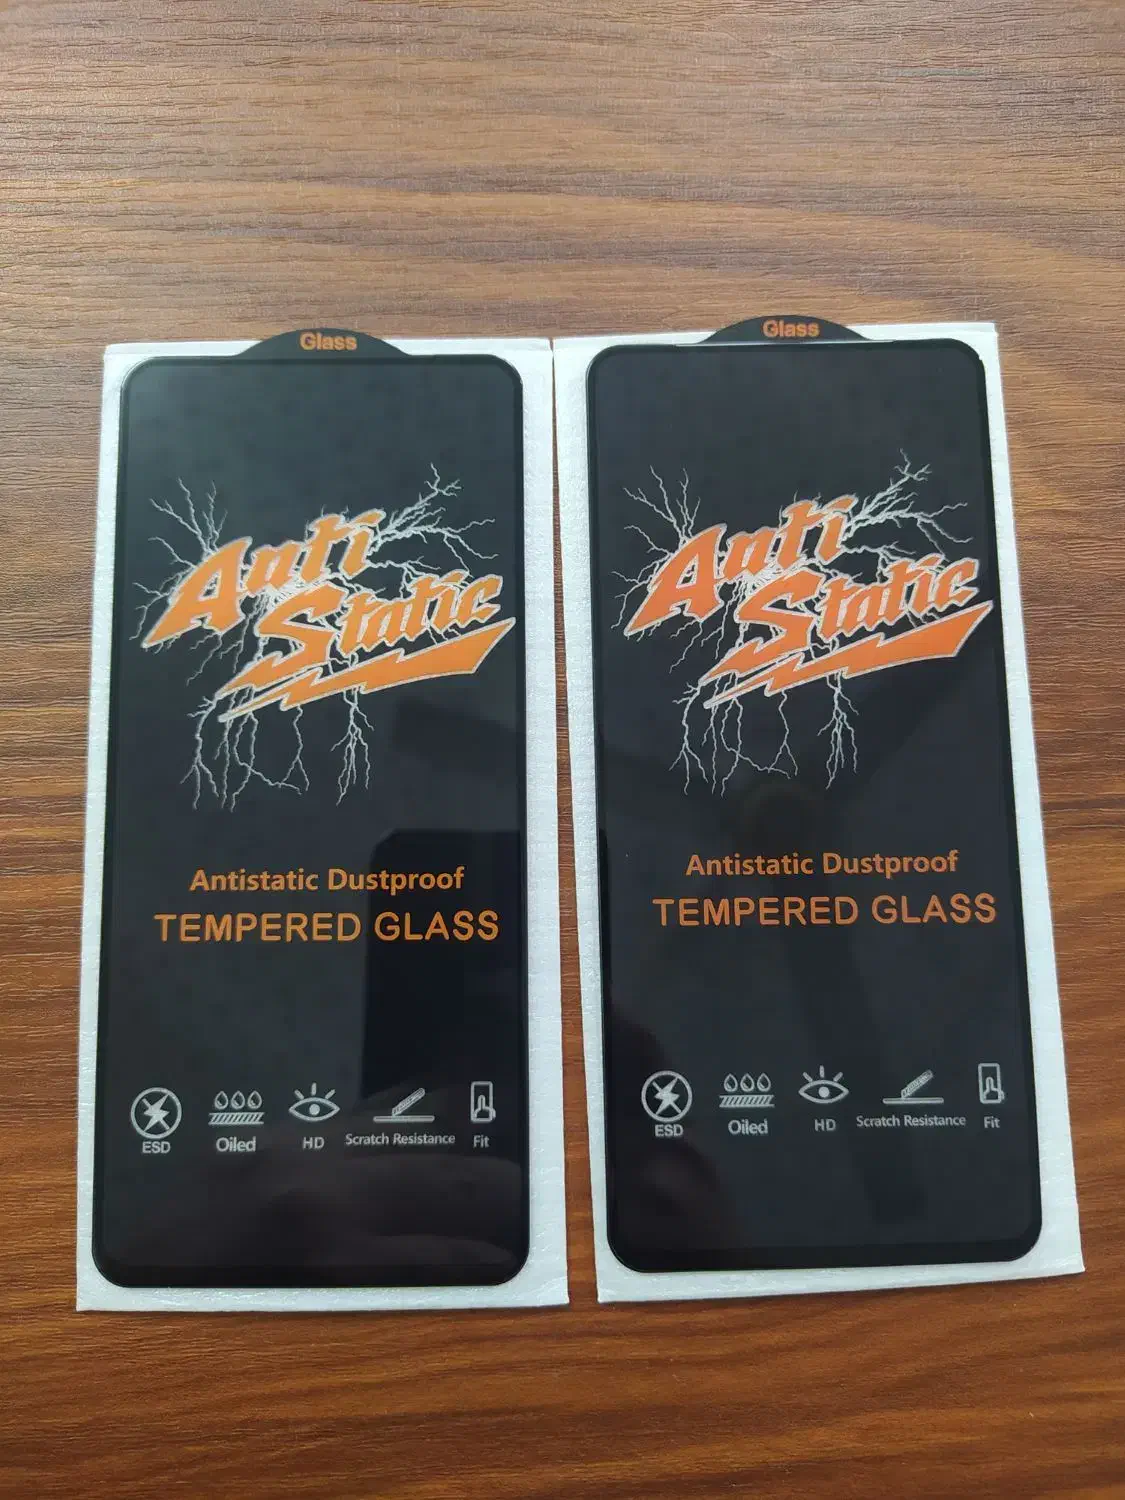 Glass
Anti
Static
Antistatic Dustproof
TEMPERED GLASS
ESD
Oiled
HD
Scratch Resistance
Fit
Glass
Anti
Static
Antistatic Dustproof
TEMPERED GLASS
ESD
Oiled
HD
Scratch Resistance
Fit